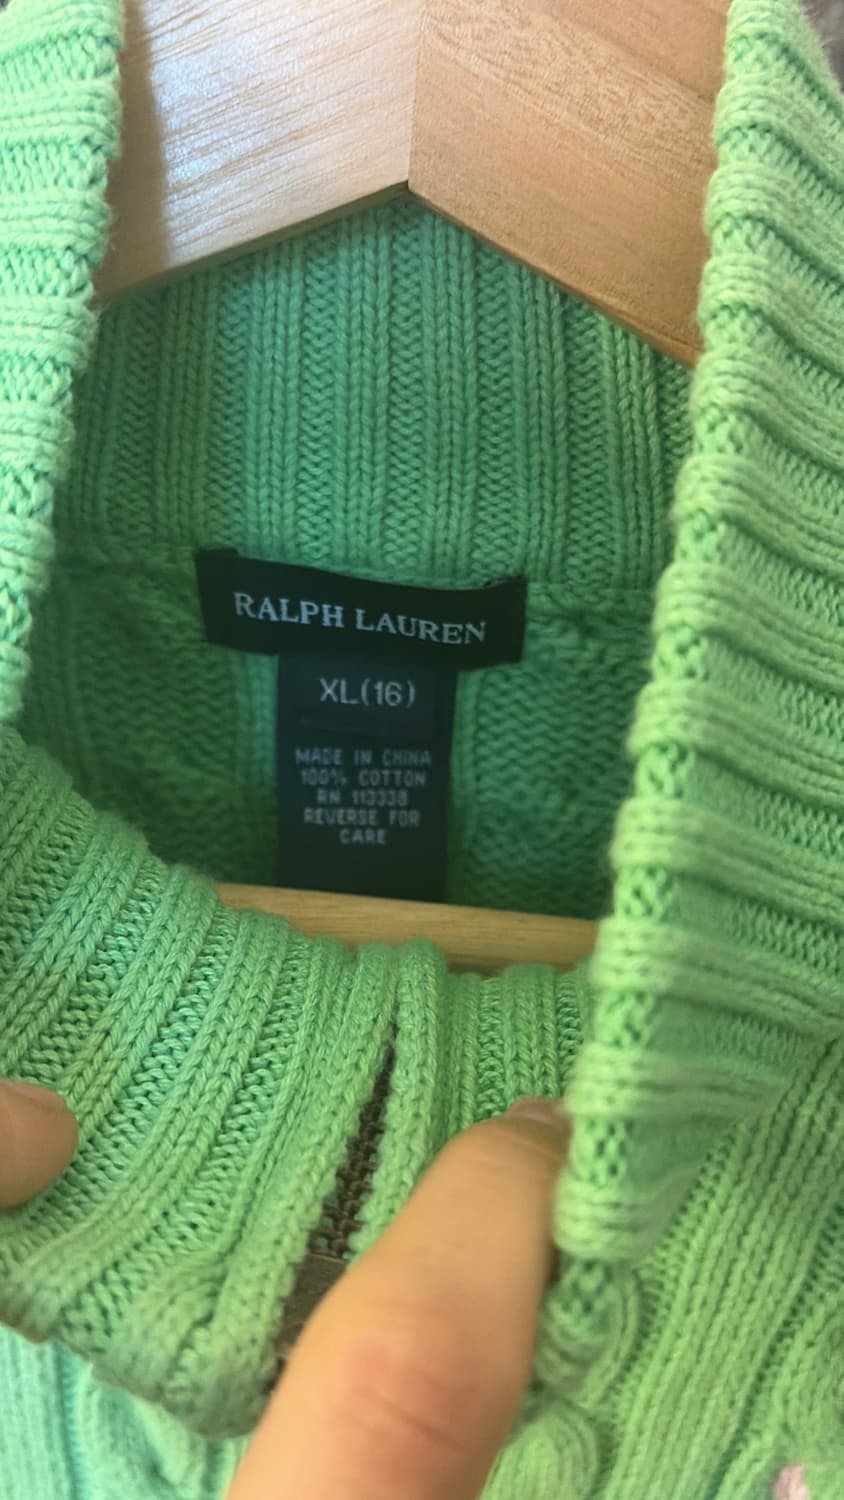 RALPH LAUREN
XL(16)
MADE IN CHINA
100% COTTON
RN 113338
REVERSE FOR
CARE